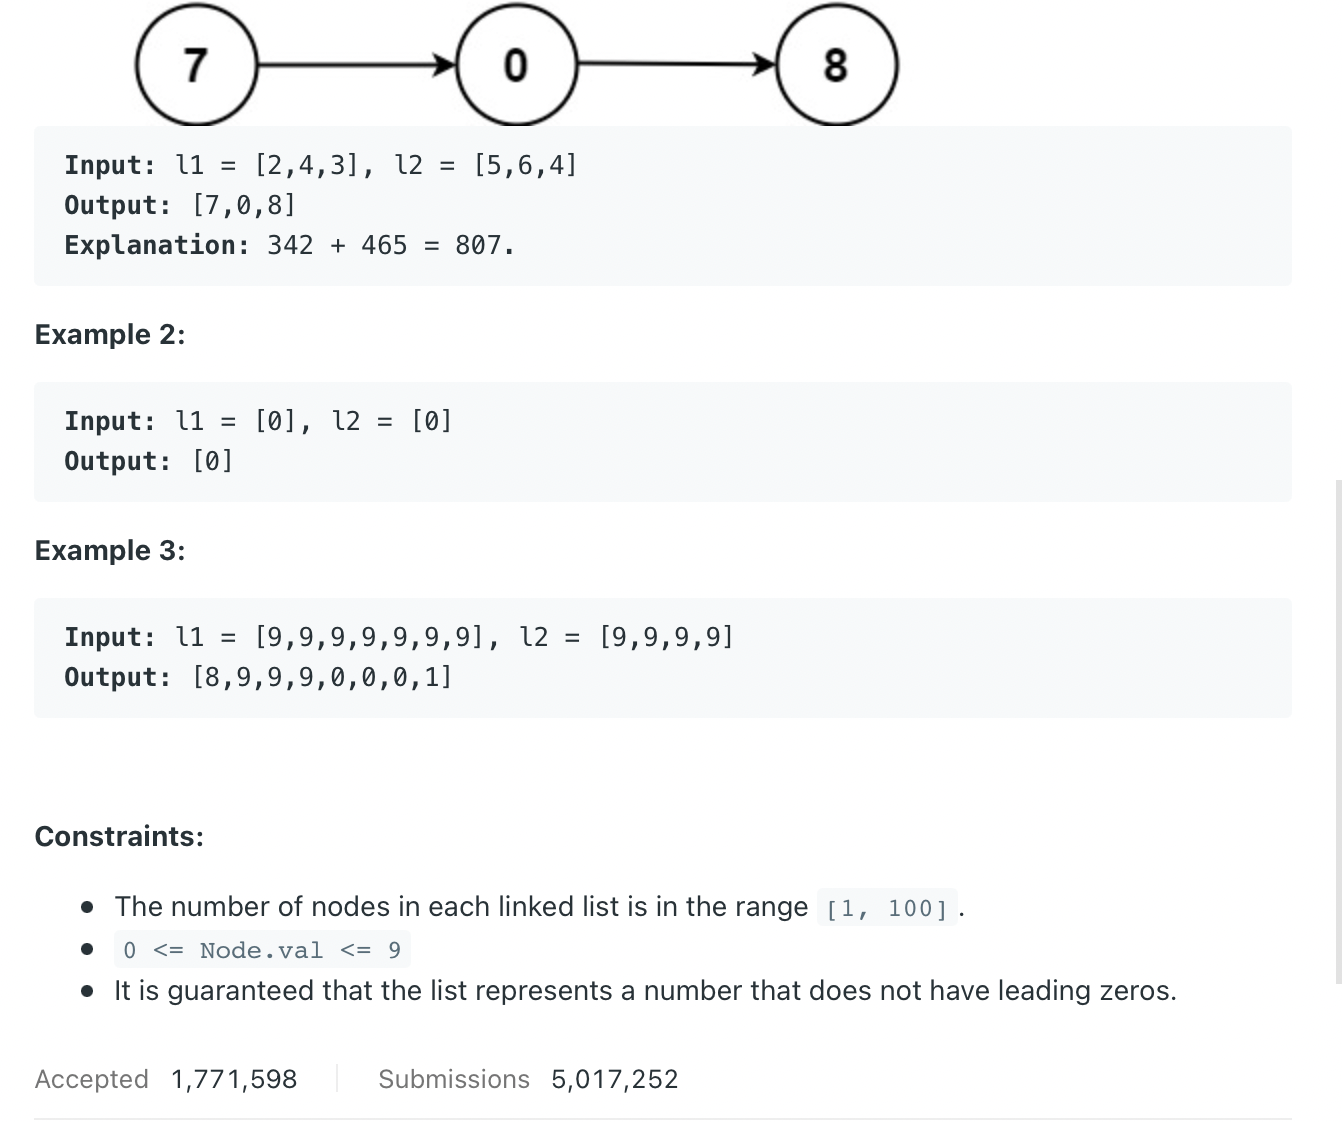 7 0 8
Input: l1 = [2,4,3], l2 = [5,6,4]
Output: [7,0,8]
Explanation: 342 + 465 = 807.
Example 2:
Input: l1 = [0], l2 = [0]
Output: [0]
Example 3:
Input: l1 = [9,9,9,9,9,9,9], l2 = [9,9,9,9]
Output: [8,9,9,9,0,0,0,1]
Constraints:
• The number of nodes in each linked list is in the range [1, 100].
• 0 <= Node.val <= 9
• It is guaranteed that the list represents a number that does not have leading zeros.
Accepted 1,771,598 Submissions 5,017,252